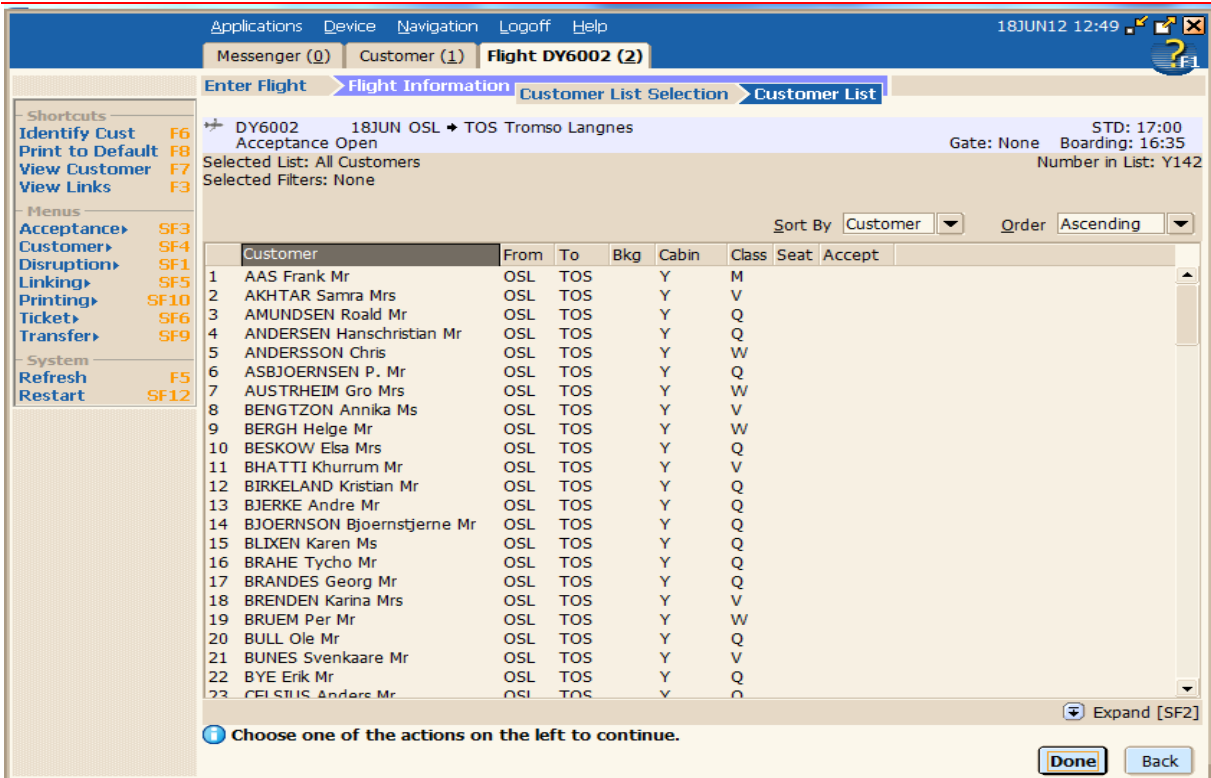 Applications Device Navigation Logoff Help 18JUN12 12:49
Messenger (0) Customer (1) Flight DY6002 (2)
F1
Enter Flight Flight Information Customer List Selection Customer List
Shortcuts
Identify Cust F6
Print to Default F8
View Customer F7
View Links F3
Menus
Acceptance SF3
Customer SF4
Disruption SF1
Linking SF5
Printing SF10
Ticket SF6
Transfer SF9
System
Refresh F5
Restart SF12
DY6002 18JUN OSL → TOS Tromso Langnes STD: 17:00
Acceptance Open Gate: None Boarding: 16:35
Selected List: All Customers Number in List: Y142
Selected Filters: None
Sort By Customer Order Ascending
Customer From To Bkg Cabin Class Seat Accept
1 AAS Frank Mr OSL TOS Y M
2 AKHTAR Samra Mrs OSL TOS Y V
3 AMUNDSEN Roald Mr OSL TOS Y Q
4 ANDERSEN Hanschristian Mr OSL TOS Y Q
5 ANDERSSON Chris OSL TOS Y W
6 ASBJOERNSEN P. Mr OSL TOS Y Q
7 AUSTRHEIM Gro Mrs OSL TOS Y W
8 BENGTZON Annika Ms OSL TOS Y V
9 BERGH Helge Mr OSL TOS Y W
10 BESKOW Elsa Mrs OSL TOS Y Q
11 BHATTI Khurrum Mr OSL TOS Y V
12 BIRKELAND Kristian Mr OSL TOS Y Q
13 BJERKE Andre Mr OSL TOS Y Q
14 BJOERNSON Bjoernstjerne Mr OSL TOS Y Q
15 BLIXEN Karen Ms OSL TOS Y Q
16 BRAHE Tycho Mr OSL TOS Y Q
17 BRANDES Georg Mr OSL TOS Y Q
18 BRENDEN Karina Mrs OSL TOS Y V
19 BRUEM Per Mr OSL TOS Y W
20 BULL Ole Mr OSL TOS Y Q
21 BUNES Svenkaare Mr OSL TOS Y V
22 BYE Erik Mr OSL TOS Y Q
23 CELSIUS Anders Mr OSL TOS Y Q
Expand [SF2]
Choose one of the actions on the left to continue.
Done Back